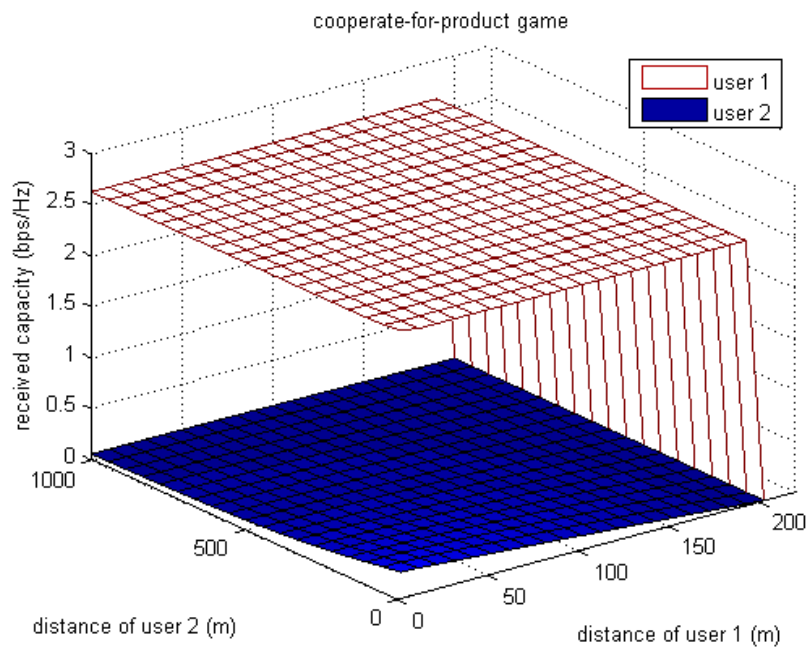 cooperate-for-product game
user 1
user 2
received capacity (bps/Hz)
3
2.5
2
1.5
1
0.5
0
1000
500
0
distance of user 2 (m)
0
50
100
150
200
distance of user 1 (m)